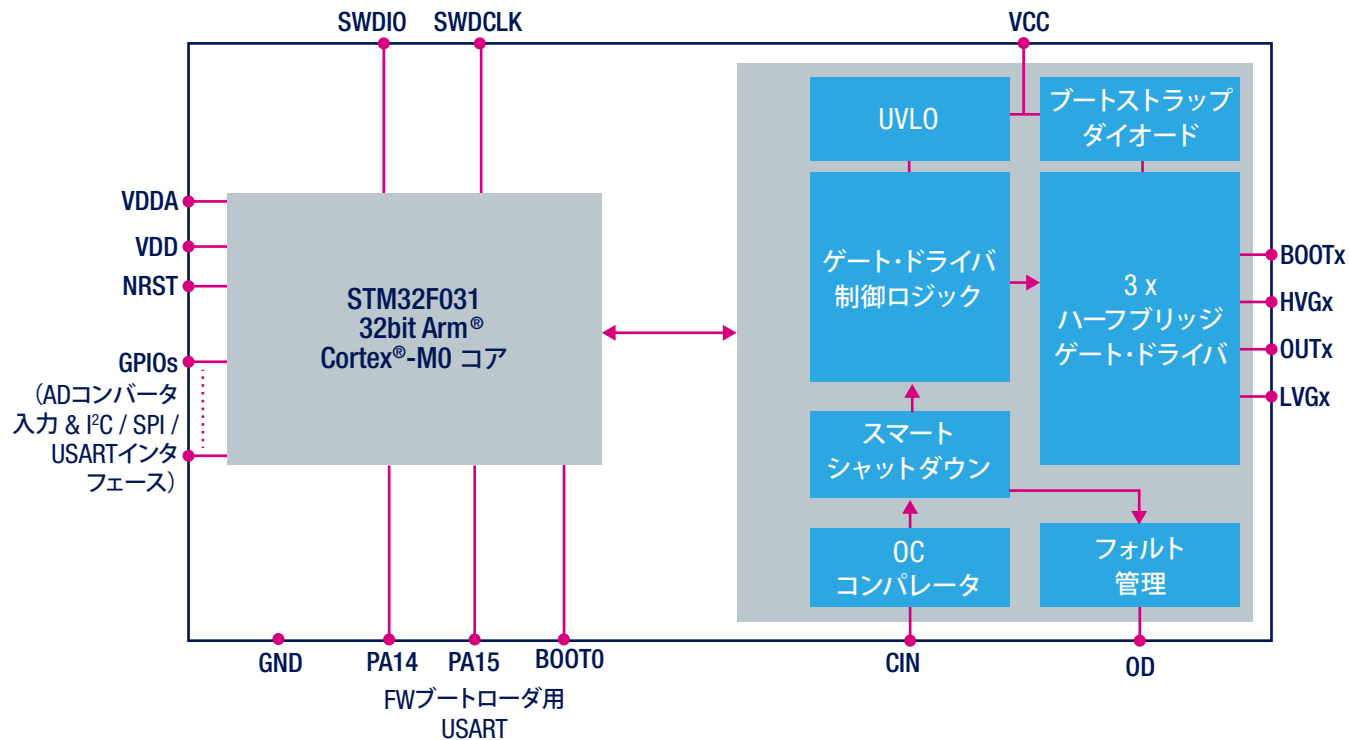 SWDIO
SWDCLK
VCC
UVLO
ブートストラップ
ダイオード
VDDA
VDD
NRST
GPIOs
(ADコンバータ
入力 & I²C / SPI /
USARTインタ
フェース)
STM32F031
32bit Arm®
Cortex®-M0 コア
ゲート・ドライバ
制御ロジック
3 x
ハーフブリッジ
ゲート・ドライバ
BOOTx
HVGx
OUTx
LVGx
スマート
シャットダウン
OC
コンパレータ
フォルト
管理
GND
PA14
PA15
BOOT0
CIN
OD
FWブートローダ用
USART